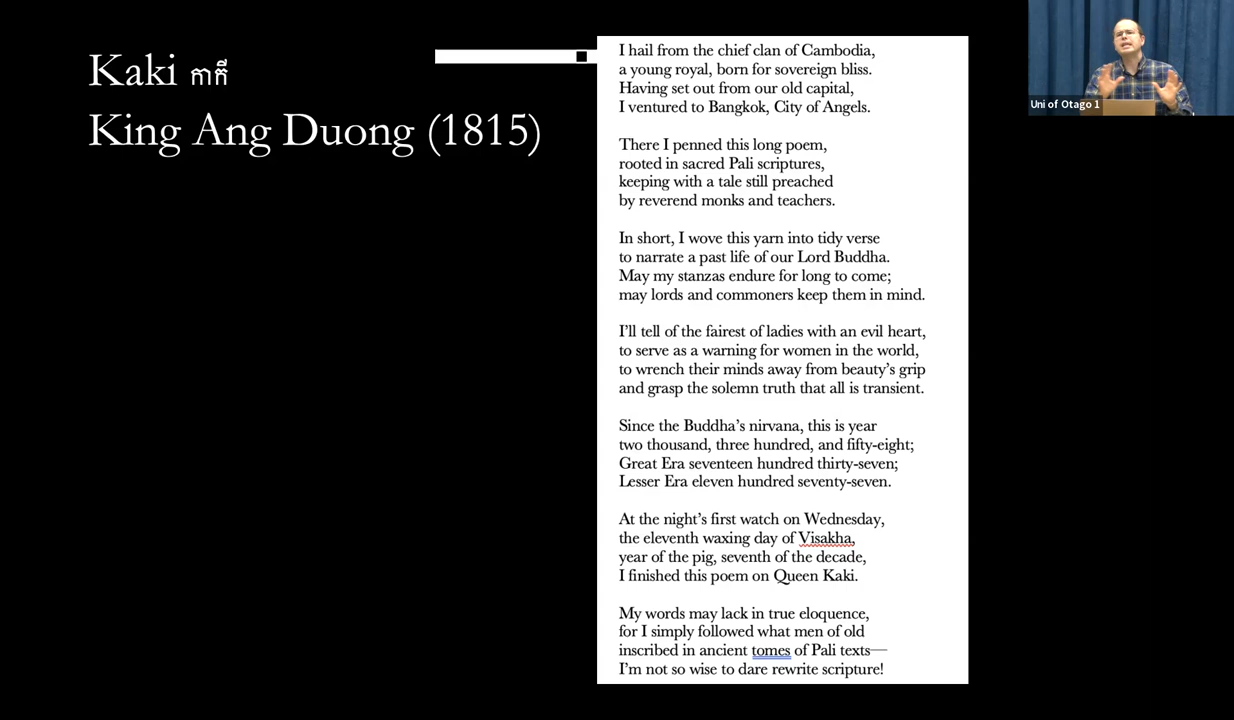 Kaki កាគី
King Ang Duong (1815)
I hail from the chief clan of Cambodia,
a young royal, born for sovereign bliss.
Having set out from our old capital,
I ventured to Bangkok, City of Angels.
There I penned this long poem,
rooted in sacred Pali scriptures,
keeping with a tale still preached
by reverend monks and teachers.
In short, I wove this yarn into tidy verse
to narrate a past life of our Lord Buddha.
May my stanzas endure for long to come;
may lords and commoners keep them in mind.
I’ll tell of the fairest of ladies with an evil heart,
to serve as a warning for women in the world,
to wrench their minds away from beauty’s grip
and grasp the solemn truth that all is transient.
Since the Buddha’s nirvana, this is year
two thousand, three hundred, and fifty-eight;
Great Era seventeen hundred thirty-seven;
Lesser Era eleven hundred seventy-seven.
At the night’s first watch on Wednesday,
the eleventh waxing day of Visakha,
year of the pig, seventh of the decade,
I finished this poem on Queen Kaki.
My words may lack in true eloquence,
for I simply followed what men of old
inscribed in ancient tomes of Pali texts—
I’m not so wise to dare rewrite scripture!
Uni of Otago 1